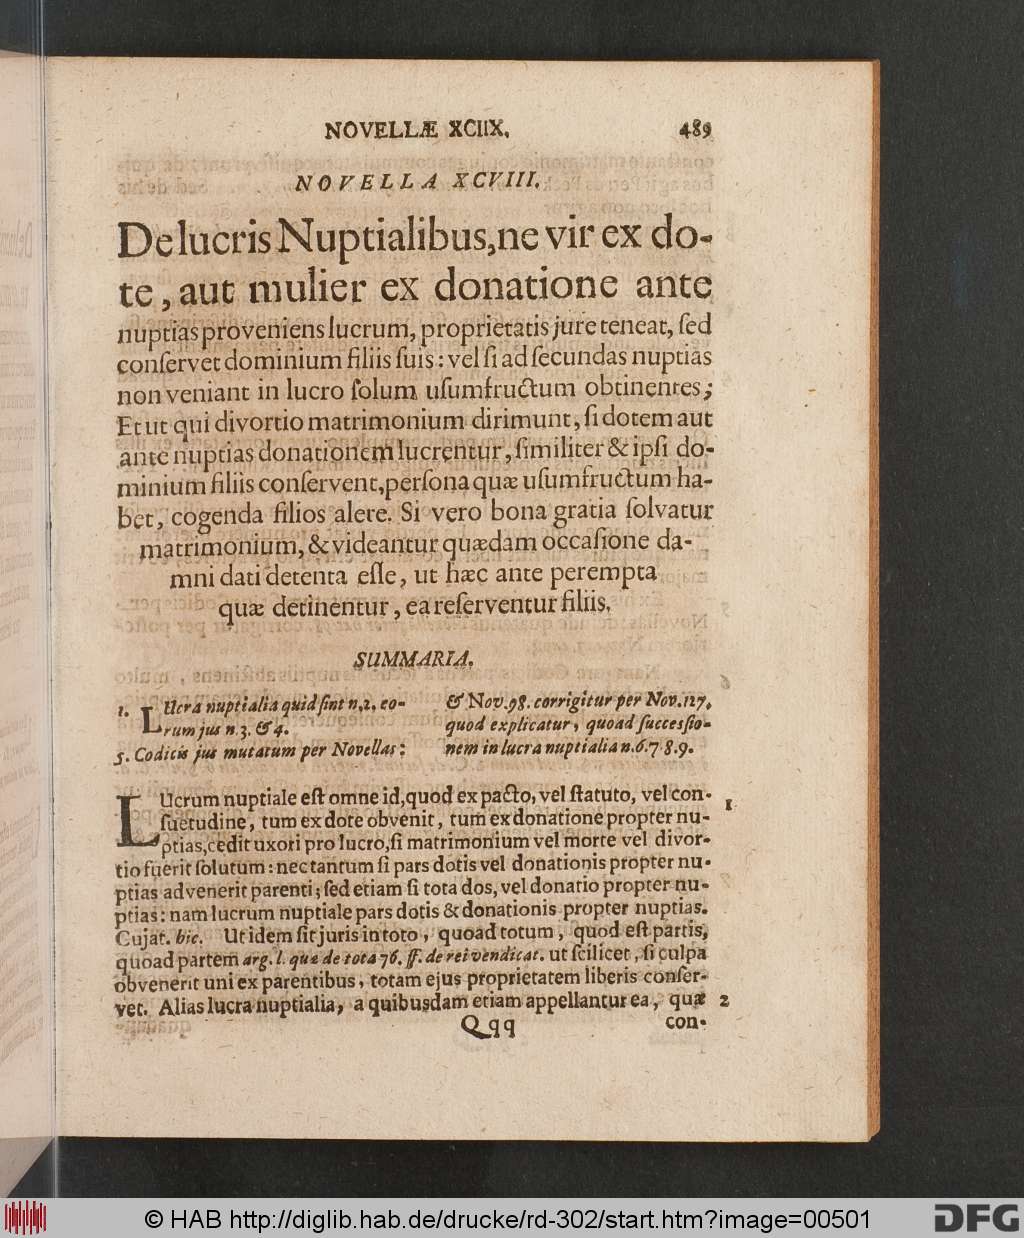 NOVELLÆ XCIIX. 489
NOVELLA XCVIII.
De lucris Nuptialibus, ne vir ex do-
te, aut mulier ex donatione ante
nuptias proveniens lucrum, proprietatis jure teneat, ſed
conſervet dominium filiis ſuis: vel ſi ad ſecundas nuptias
non veniant in lucro ſolum uſumfructum obtinentes;
Et ut qui divortio matrimonium dirimunt, ſi dotem aut
ante nuptias donationem lucrentur, ſimiliter & ipſi do-
minium filiis conſervent, perſona quæ uſumfructum ha-
bet, cogenda filios alere. Si vero bona gratia ſolvatur
matrimonium, & videantur quædam occaſione da-
mni dati detenta eſſe, ut hæc ante perempta
quæ detinentur, ea reſerventur filiis.
SUMMARIA.
1. LUcra nuptialia quid ſint n. 2. eo-
rum jus n. 3. & 4.
5. Codicis jus mutatum per Novellas:
& Nov. 98. corrigitur per Nov. 127.
quod explicatur, quoad ſucceſſio-
nem in lucra nuptialia n. 6. 7 8. 9.
LUcrum nuptiale eſt omne id, quod ex pacto, vel ſtatuto, vel con- 1
ſuetudine, tum ex dote obvenit, tum ex donatione propter nu-
ptias, cedit uxori pro lucro, ſi matrimonium vel morte vel divor-
tio fuerit ſolutum: nec tantum ſi pars dotis vel donationis propter nu-
ptias advenerit parenti; ſed etiam ſi tota dos, vel donatio propter nu-
ptias: nam lucrum nuptiale pars dotis & donationis propter nuptias.
Cujat. hic. Ut idem ſit juris in toto, quoad totum, quod eſt partis,
quoad partem arg. l. quæ de tota 76. ff. de rei vendicat. ut ſcilicet, ſi culpa
obvenerit uni ex parentibus, totam ejus proprietatem liberis conſer-
vet. Alias lucra nuptialia, a quibusdam etiam appellantur ea, quæ 2
Qqq con-
© HAB http://diglib.hab.de/drucke/rd-302/start.htm?image=00501
DFG